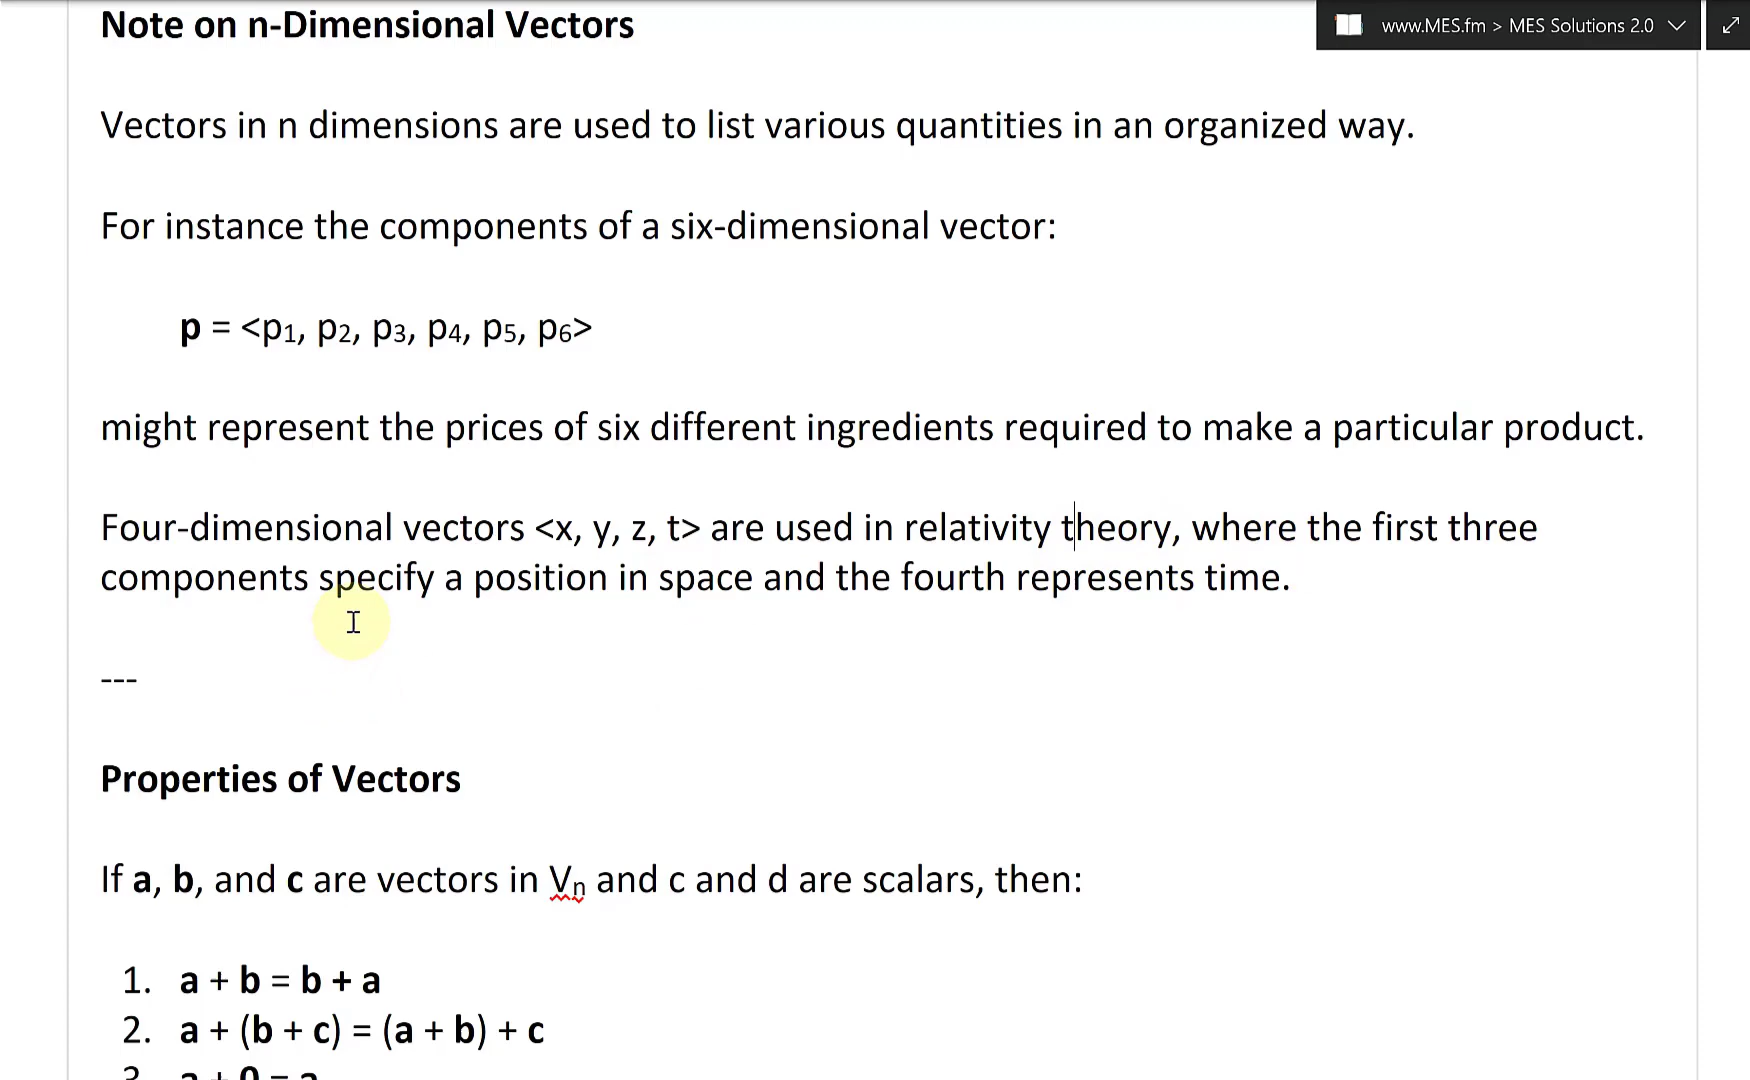 Note on n-Dimensional Vectors
www.MES.fm > MES Solutions 2.0
Vectors in n dimensions are used to list various quantities in an organized way.
For instance the components of a six-dimensional vector:
p = <p1, p2, p3, p4, p5, p6>
might represent the prices of six different ingredients required to make a particular product.
Four-dimensional vectors <x, y, z, t> are used in relativity theory, where the first three
components specify a position in space and the fourth represents time.
---
Properties of Vectors
If a, b, and c are vectors in Vn and c and d are scalars, then:
1. a + b = b + a
2. a + (b + c) = (a + b) + c
3. a + 0 = a